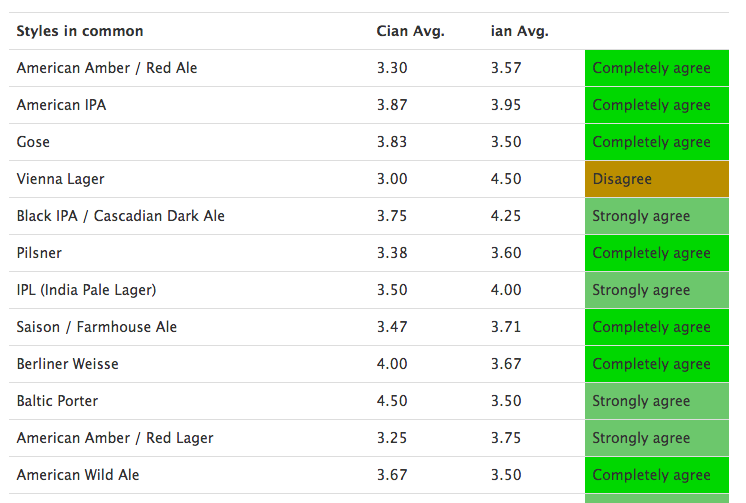 Styles in common Cian Avg. ian Avg.
American Amber / Red Ale 3.30 3.57 Completely agree
American IPA 3.87 3.95 Completely agree
Gose 3.83 3.50 Completely agree
Vienna Lager 3.00 4.50 Disagree
Black IPA / Cascadian Dark Ale 3.75 4.25 Strongly agree
Pilsner 3.38 3.60 Completely agree
IPL (India Pale Lager) 3.50 4.00 Strongly agree
Saison / Farmhouse Ale 3.47 3.71 Completely agree
Berliner Weisse 4.00 3.67 Completely agree
Baltic Porter 4.50 3.50 Strongly agree
American Amber / Red Lager 3.25 3.75 Strongly agree
American Wild Ale 3.67 3.50 Completely agree